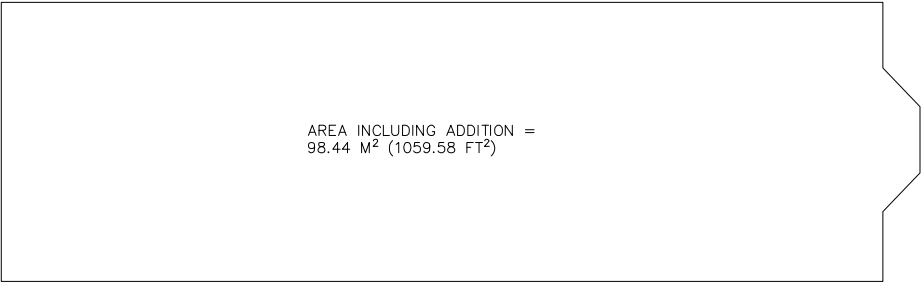 AREA INCLUDING ADDITION =
98.44 M² (1059.58 FT²)